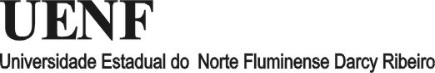 UENF
Universidade Estadual do Norte Fluminense Darcy Ribeiro